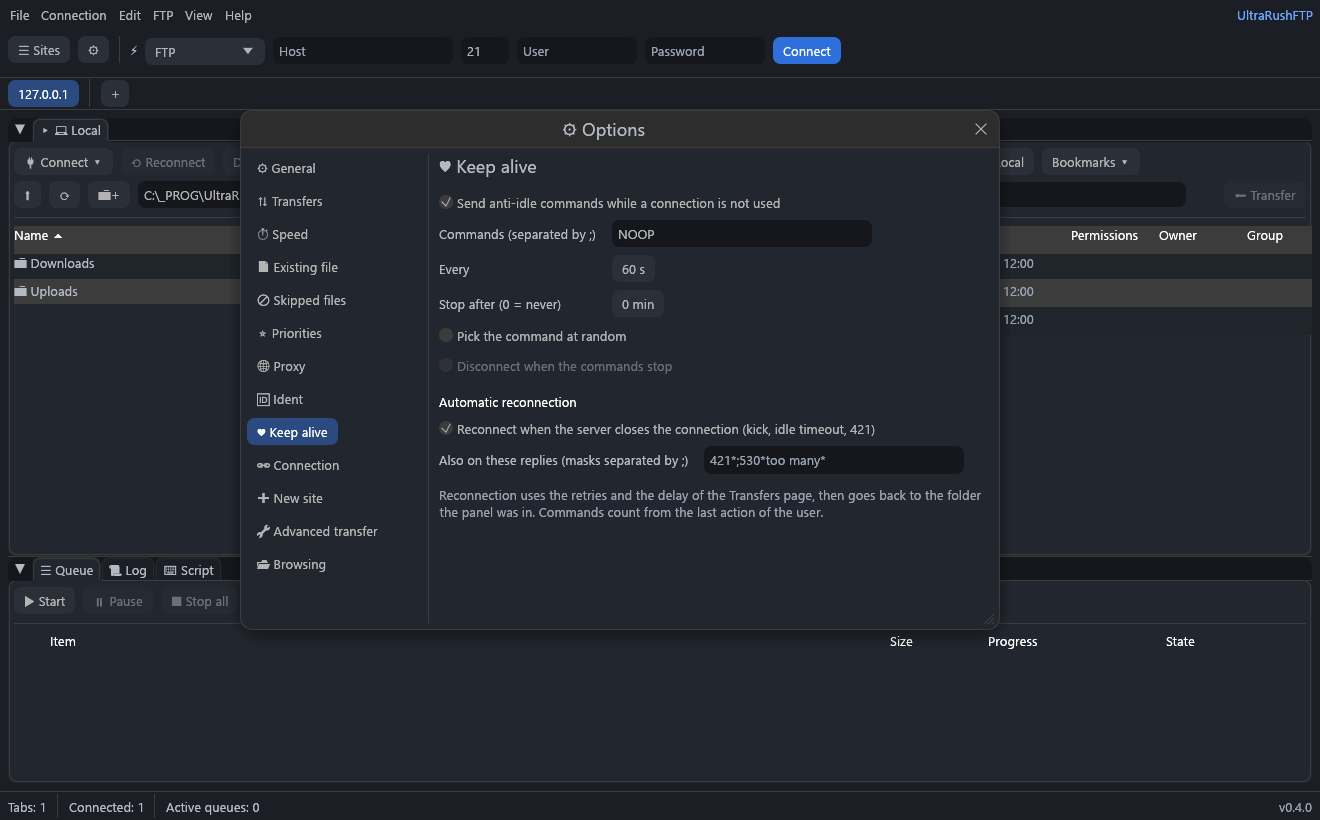 File Connection Edit FTP View Help UltraRushFTP
Sites FTP Host 21 User Password Connect
127.0.0.1 +
Local
Connect Reconnect Bookmarks
C:\_PROG\UltraR Transfer
Name Permissions Owner Group
Downloads 12:00
Uploads 12:00
12:00
Options
General
Transfers
Speed
Existing file
Skipped files
Priorities
Proxy
Ident
Keep alive
Connection
New site
Advanced transfer
Browsing
Keep alive
Send anti-idle commands while a connection is not used
Commands (separated by ;) NOOP
Every 60 s
Stop after (0 = never) 0 min
Pick the command at random
Disconnect when the commands stop
Automatic reconnection
Reconnect when the server closes the connection (kick, idle timeout, 421)
Also on these replies (masks separated by ;) 421*;530*too many*
Reconnection uses the retries and the delay of the Transfers page, then goes back to the folder
the panel was in. Commands count from the last action of the user.
Queue Log Script
Start Pause Stop all
Item Size Progress State
Tabs: 1 Connected: 1 Active queues: 0 v0.4.0